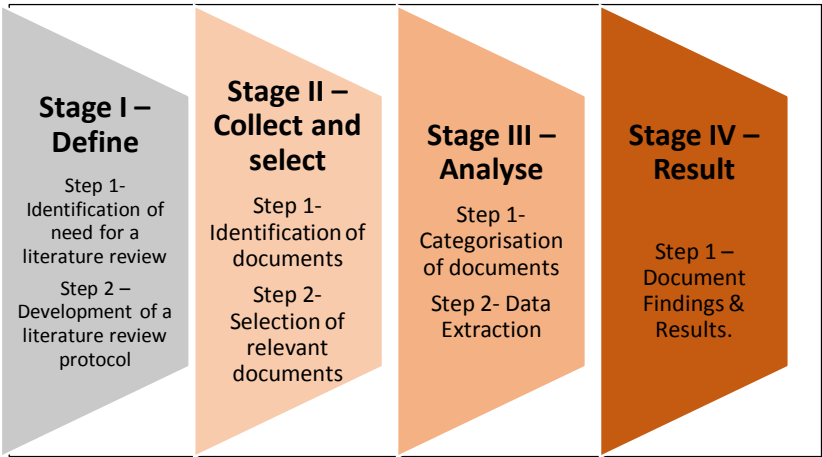 Stage I –
Define
Step 1-
Identification of
need for a
literature review
Step 2 –
Development of a
literature review
protocol
Stage II –
Collect and
select
Step 1-
Identification of
documents
Step 2-
Selection of
relevant
documents
Stage III –
Analyse
Step 1-
Categorisation
of documents
Step 2- Data
Extraction
Stage IV –
Result
Step 1 –
Document
Findings &
Results.